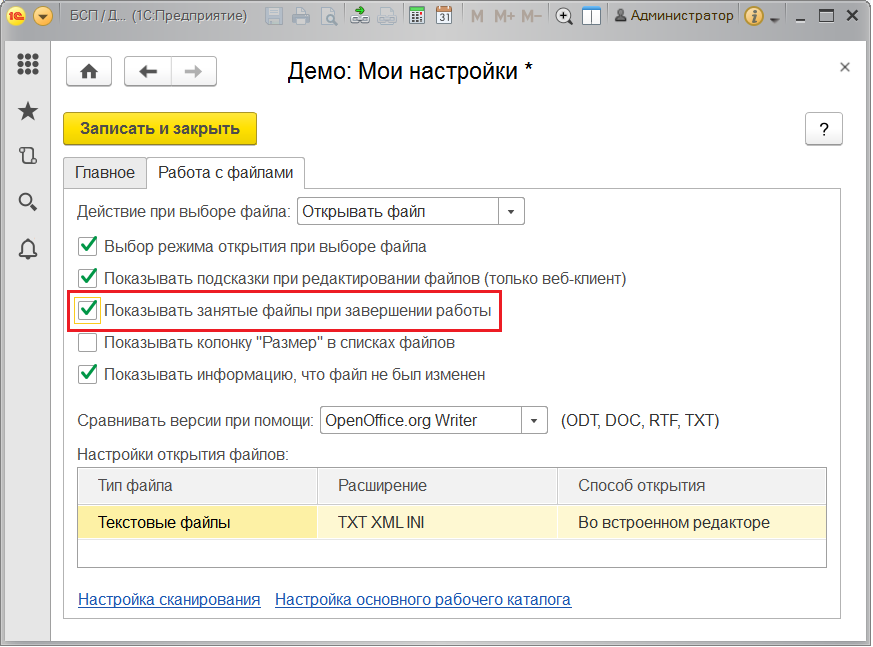 1С БСП / Д... (1С:Предприятие) 31 M M+ M− Администратор i
Демо: Мои настройки *
Записать и закрыть ?
Главное Работа с файлами
Действие при выборе файла: Открывать файл
Выбор режима открытия при выборе файла
Показывать подсказки при редактировании файлов (только веб-клиент)
Показывать занятые файлы при завершении работы
Показывать колонку "Размер" в списках файлов
Показывать информацию, что файл не был изменен
Сравнивать версии при помощи: OpenOffice.org Writer (ODT, DOC, RTF, TXT)
Настройки открытия файлов:
Тип файла Расширение Способ открытия
Текстовые файлы TXT XML INI Во встроенном редакторе
Настройка сканирования Настройка основного рабочего каталога